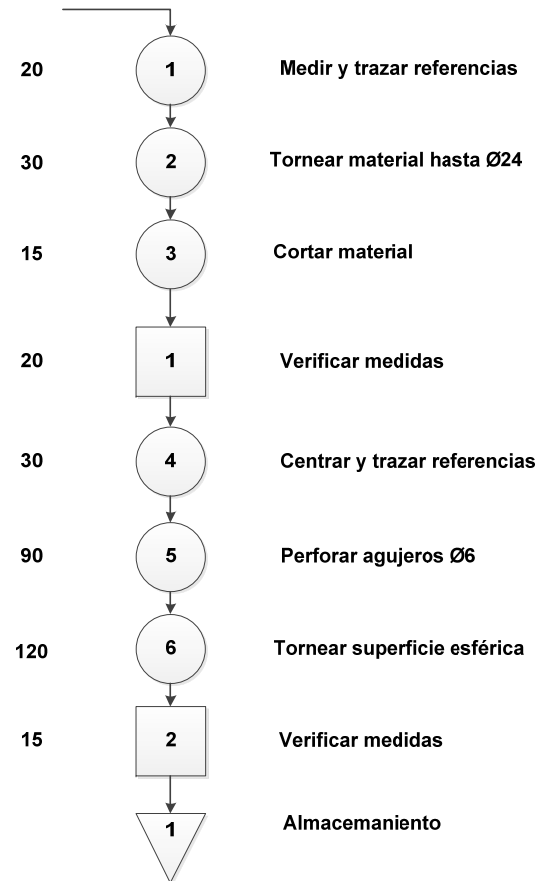 20 1 Medir y trazar referencias
30 2 Tornear material hasta Ø24
15 3 Cortar material
20 1 Verificar medidas
30 4 Centrar y trazar referencias
90 5 Perforar agujeros Ø6
120 6 Tornear superficie esférica
15 2 Verificar medidas
1 Almacemaniento